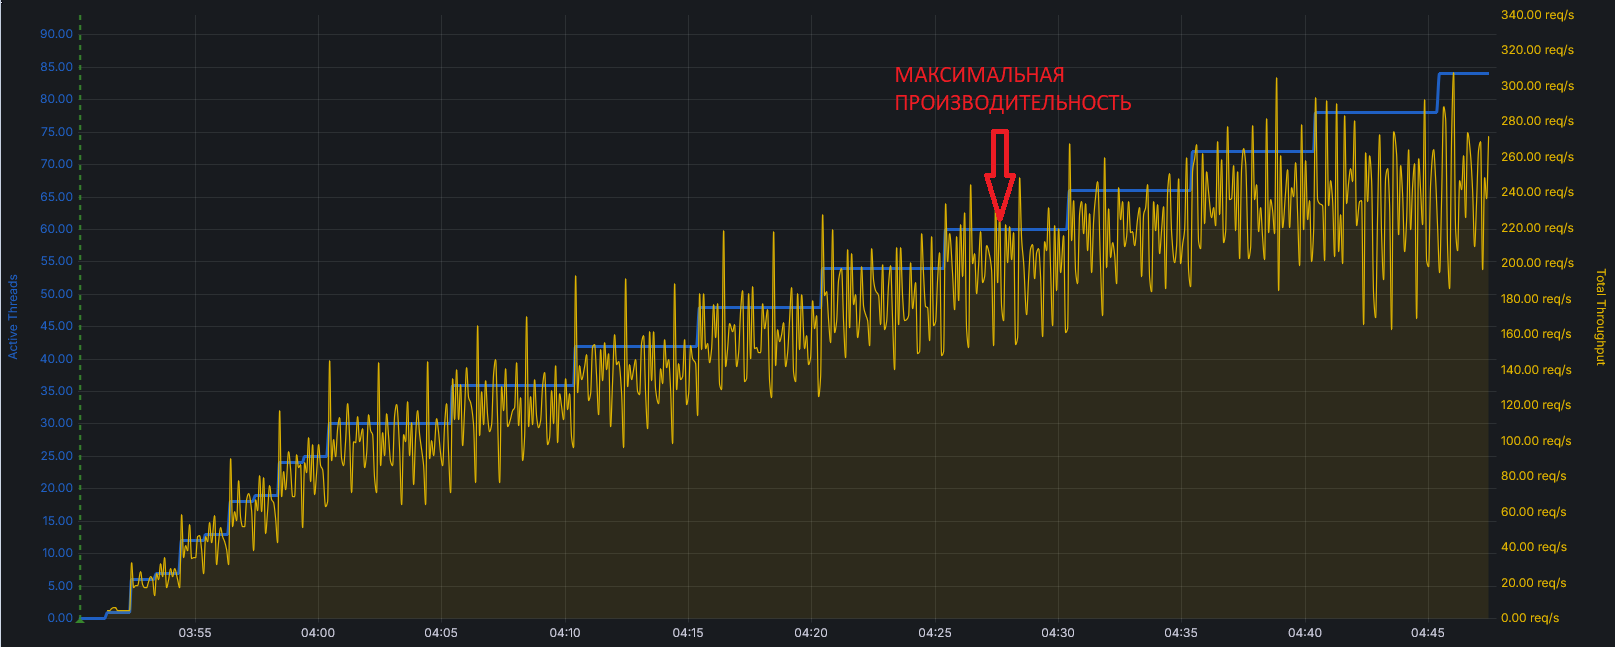 340.00 req/s
90.00
320.00 req/s
85.00
МАКСИМАЛЬНАЯ
300.00 req/s
80.00
ПРОИЗВОДИТЕЛЬНОСТЬ
280.00 req/s
75.00
70.00
260.00 req/s
65.00
240.00 req/s
60.00
220.00 req/s
55.00
200.00 req/s
50.00
180.00 req/s
45.00
160.00 req/s
40.00
140.00 req/s
35.00
120.00 req/s
30.00
100.00 req/s
25.00
80.00 req/s
20.00
60.00 req/s
15.00
40.00 req/s
10.00
20.00 req/s
5.00
0.00
0.00 req/s
Active Threads
Total Throughput
03:55 04:00 04:05 04:10 04:15 04:20 04:25 04:30 04:35 04:40 04:45